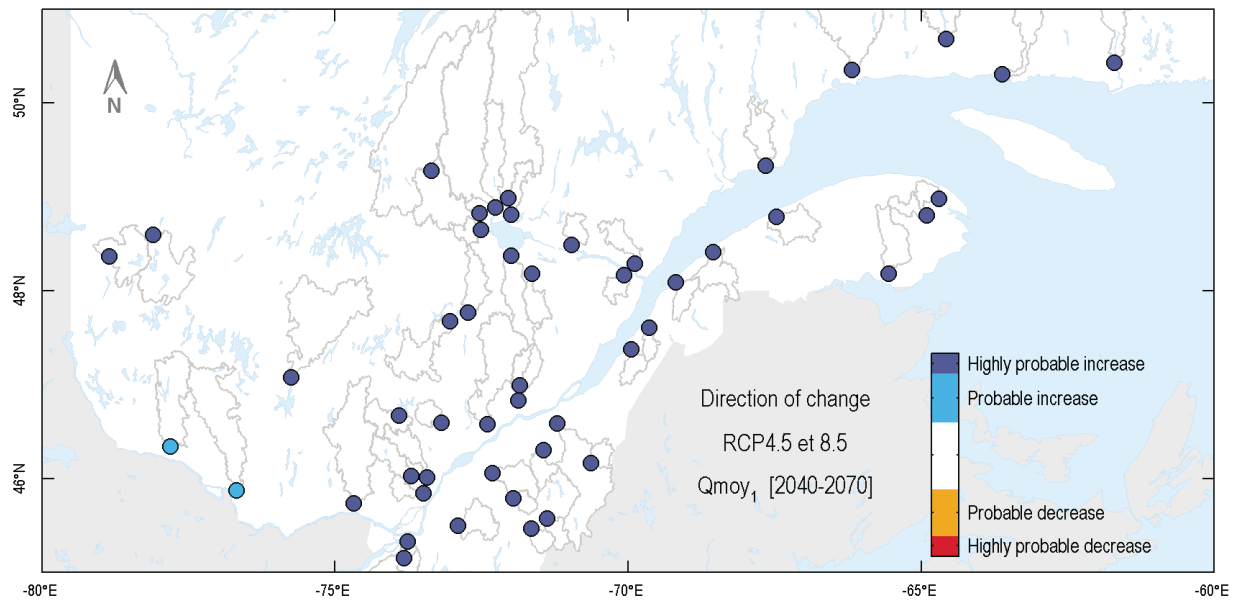 N
50°N
48°N
46°N
Direction of change
RCP4.5 et 8.5
Qmoy1 [2040-2070]
Highly probable increase
Probable increase
Probable decrease
Highly probable decrease
-80°E -75°E -70°E -65°E -60°E